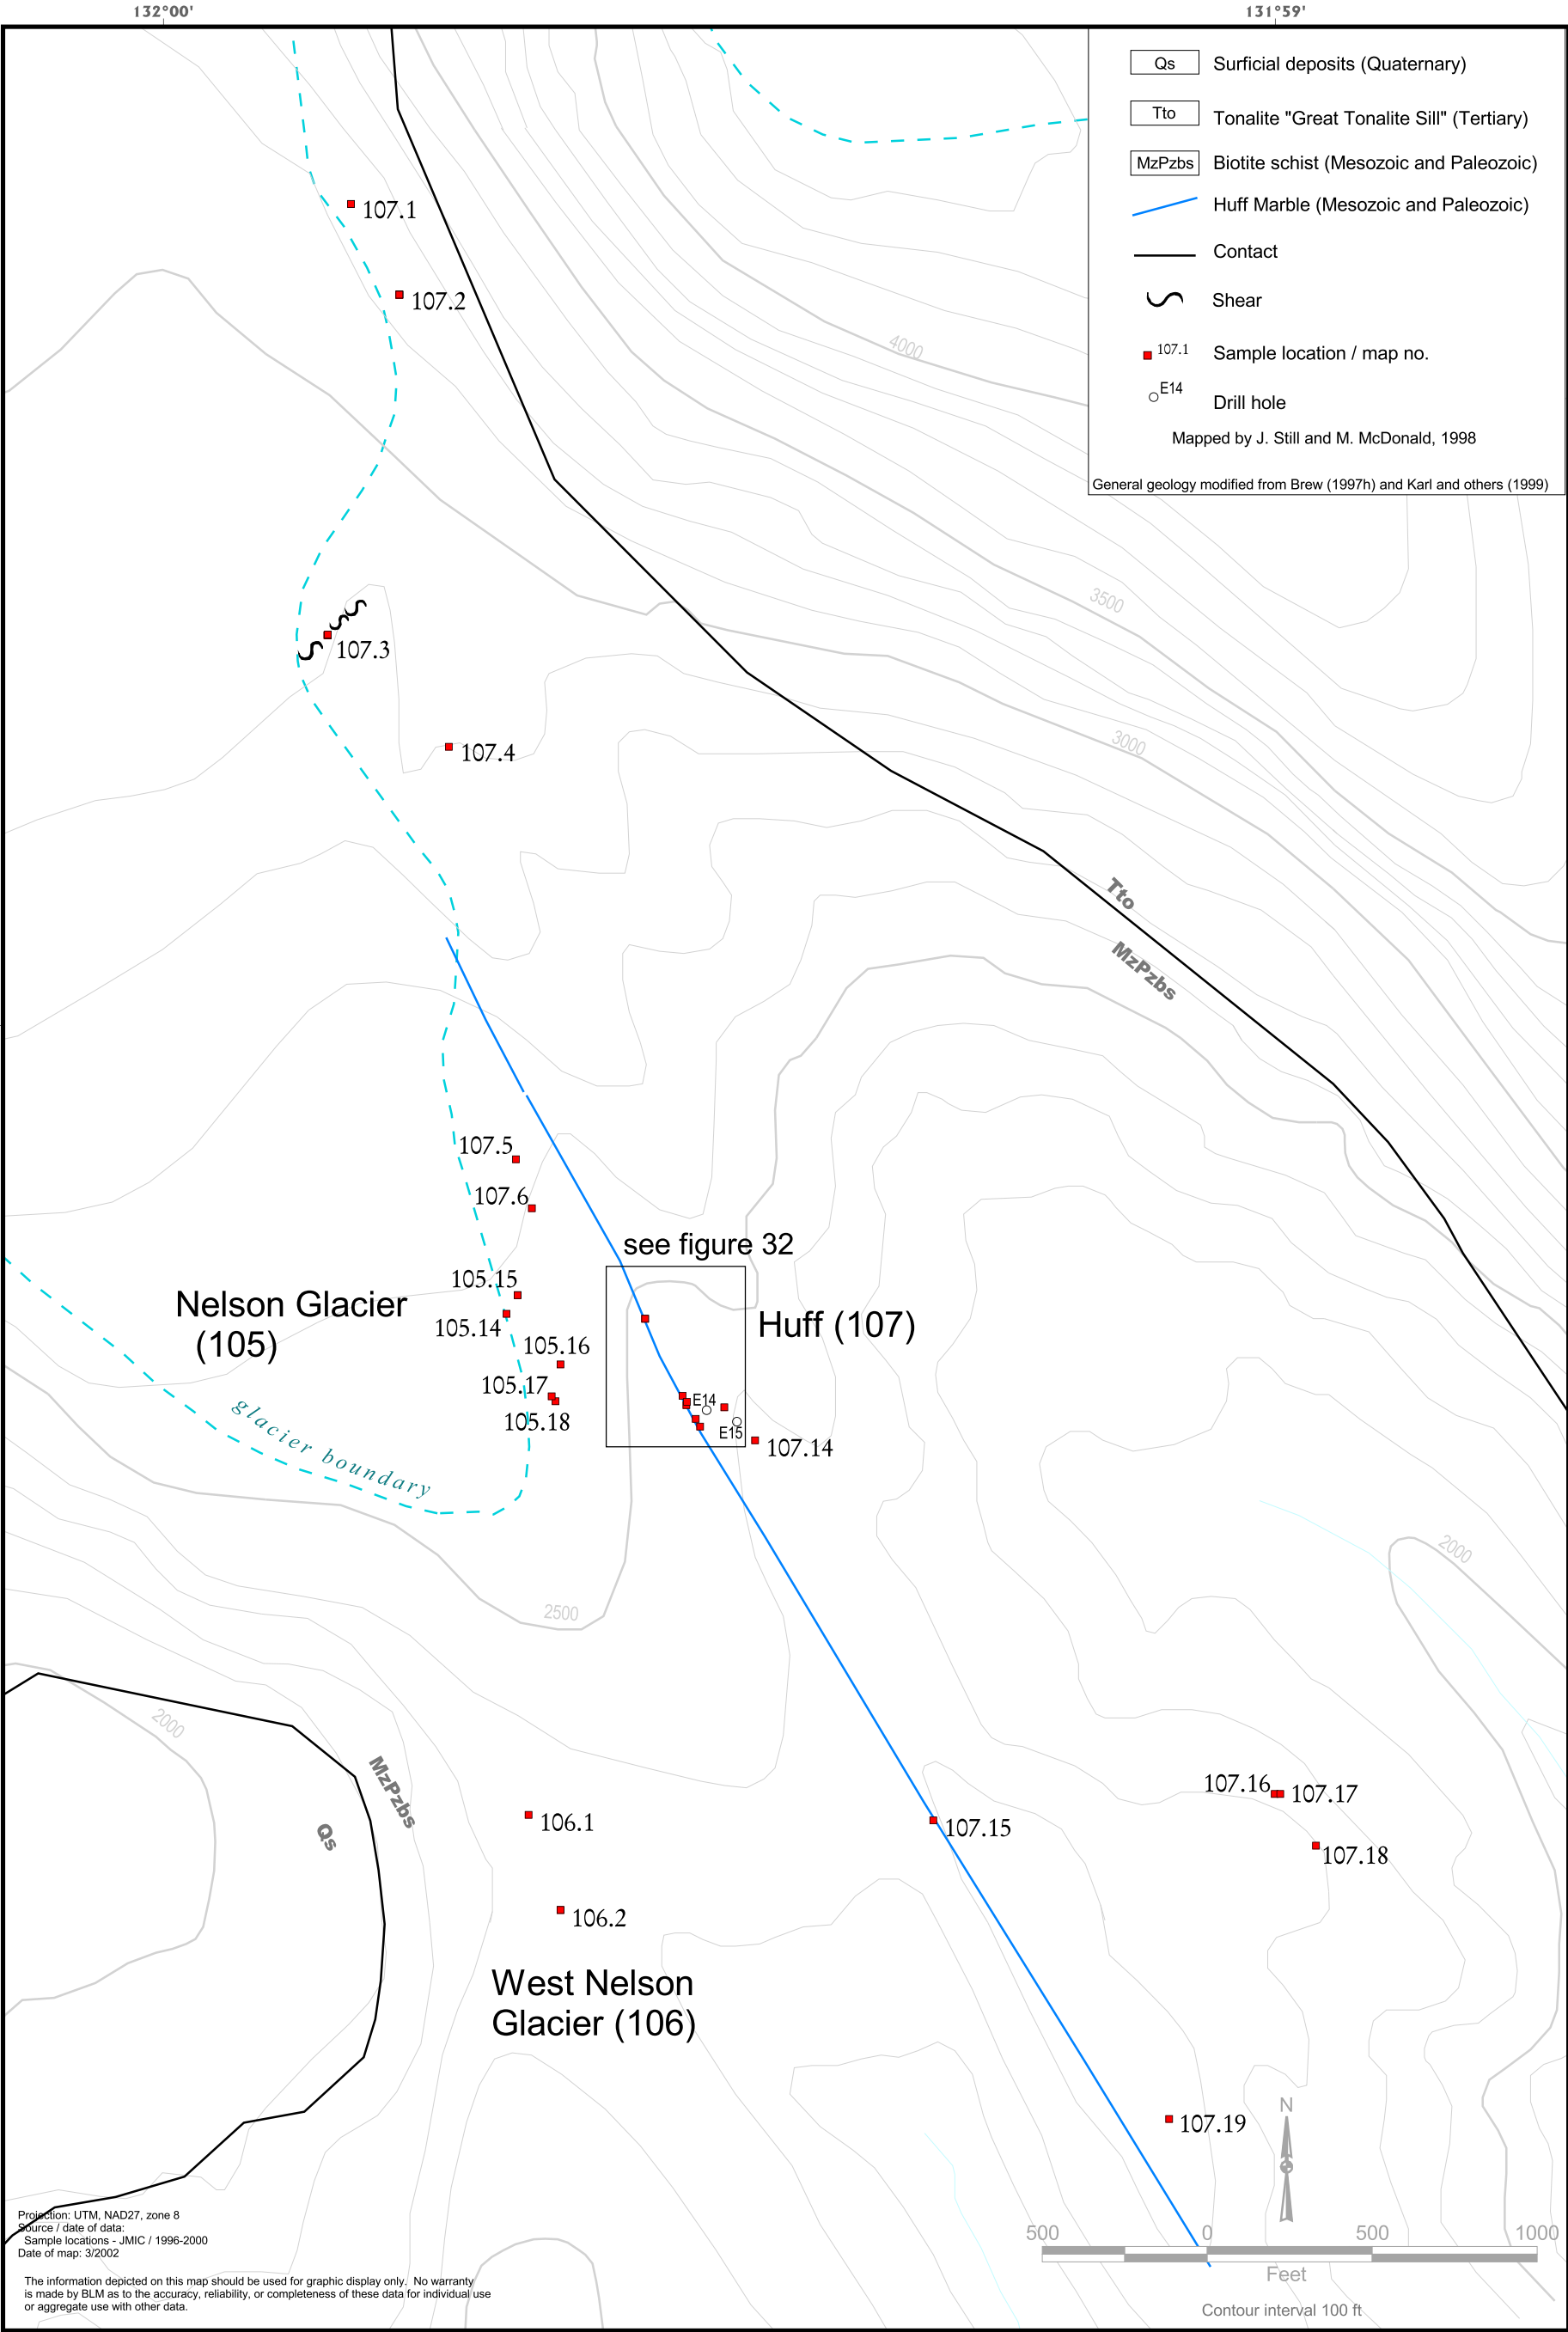 132°00'
131°59'
Qs
Surficial deposits (Quaternary)
Tto
Tonalite "Great Tonalite Sill" (Tertiary)
MzPzbs
Biotite schist (Mesozoic and Paleozoic)
Huff Marble (Mesozoic and Paleozoic)
Contact
Shear
107.1
Sample location / map no.
E14
Drill hole
Mapped by J. Still and M. McDonald, 1998
General geology modified from Brew (1997h) and Karl and others (1999)
107.1
107.2
4000
3500
107.3
3000
107.4
Tto
MzPzbs
107.5
107.6
see figure 32
105.15
Nelson Glacier
(105)
105.14
Huff (107)
105.16
105.17
E14
105.18
E15
glacier boundary
107.14
2000
2500
2000
MzPzbs
Qs
107.16
107.17
106.1
107.15
107.18
106.2
West Nelson
Glacier (106)
N
107.19
Projection: UTM, NAD27, zone 8
Source / date of data:
Sample locations - JMIC / 1996-2000
Date of map: 3/2002
500
0
500
1000
Feet
The information depicted on this map should be used for graphic display only. No warranty
is made by BLM as to the accuracy, reliability, or completeness of these data for individual use
or aggregate use with other data.
Contour interval 100 ft